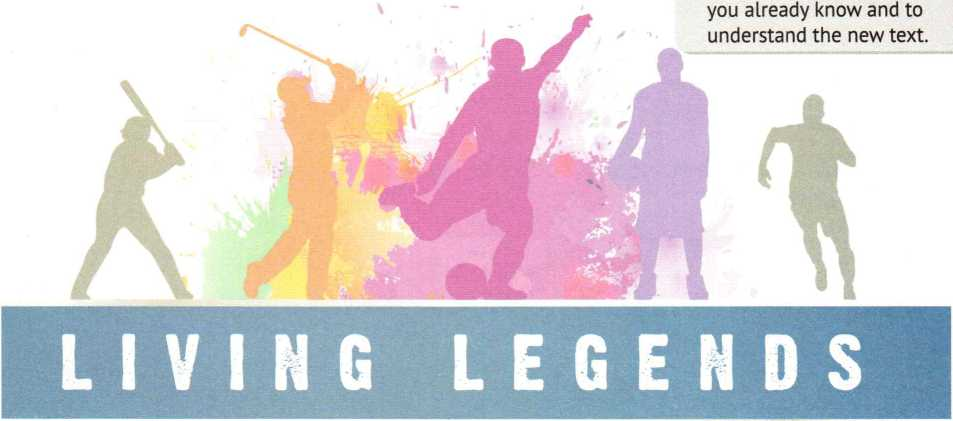 you already know and to
understand the new text.
LIVING LEGENDS